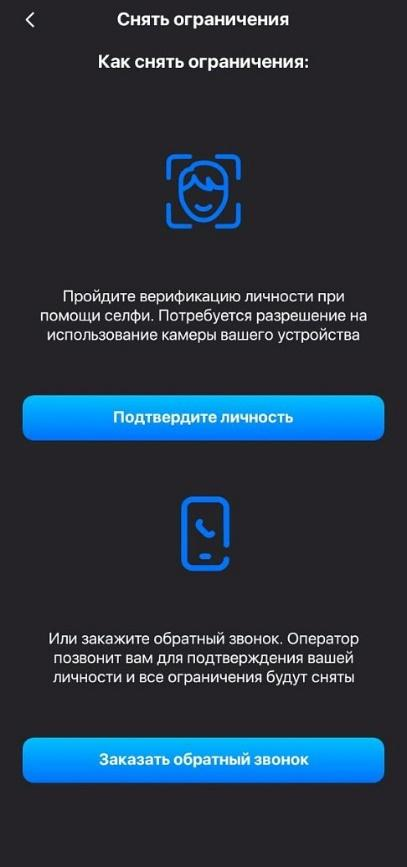 Снять ограничения
Как снять ограничения:
Пройдите верификацию личности при
помощи селфи. Потребуется разрешение на
использование камеры вашего устройства
Подтвердите личность
Или закажите обратный звонок. Оператор
позвонит вам для подтверждения вашей
личности и все ограничения будут сняты
Заказать обратный звонок